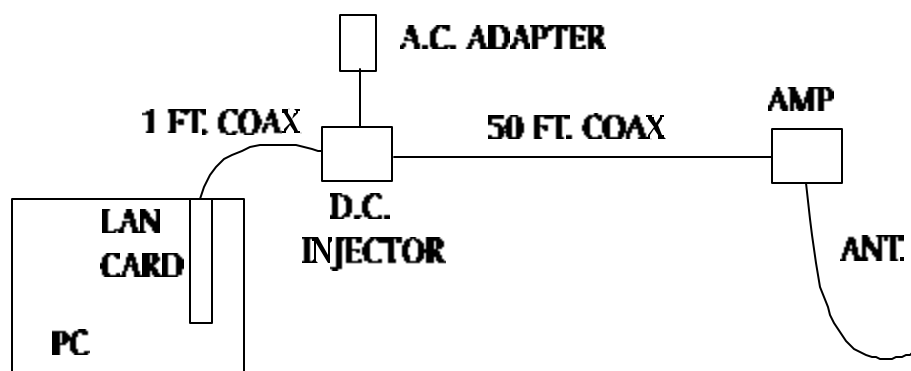 A.C. ADAPTER
AMP
1 FT. COAX
50 FT. COAX
D.C.
INJECTOR
LAN
CARD
ANT.
PC